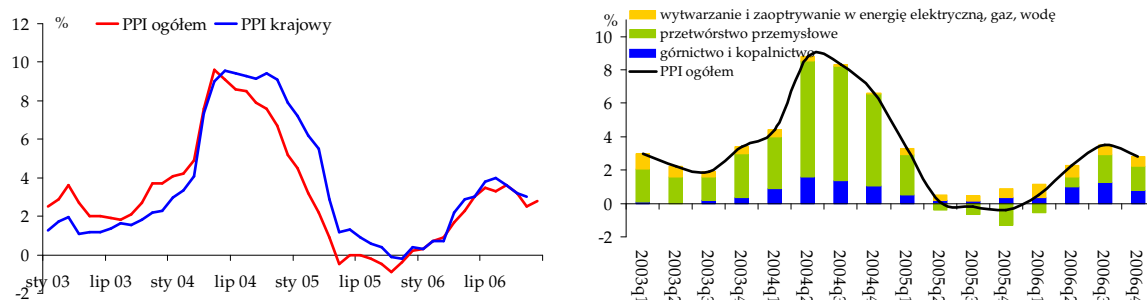 12
%
PPI ogółem
PPI krajowy
10
8
6
4
2
0
-2
sty 03
lip 03
sty 04
lip 04
sty 05
lip 05
sty 06
lip 06
%
wytwarzanie i zaoptrywanie w energię elektryczną, gaz, wodę
przetwórstwo przemysłowe
górnictwo i kopalnictwo
PPI ogółem
10
8
6
4
2
0
-2
2003q1
2003q2
2003q3
2003q4
2004q1
2004q2
2004q3
2004q4
2005q1
2005q2
2005q3
2005q4
2006q1
2006q2
2006q3